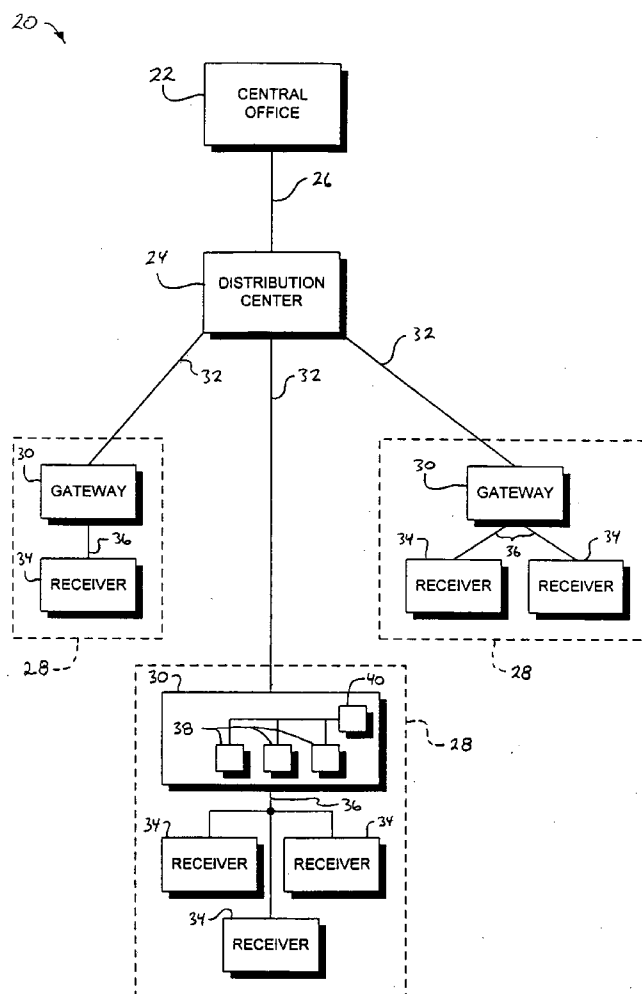 20
22
CENTRAL
OFFICE
26
24
DISTRIBUTION
CENTER
32
32
32
30
GATEWAY
36
34
RECEIVER
28
30
GATEWAY
36
34
RECEIVER
34
RECEIVER
28
30
40
38
28
36
34
RECEIVER
34
RECEIVER
34
RECEIVER